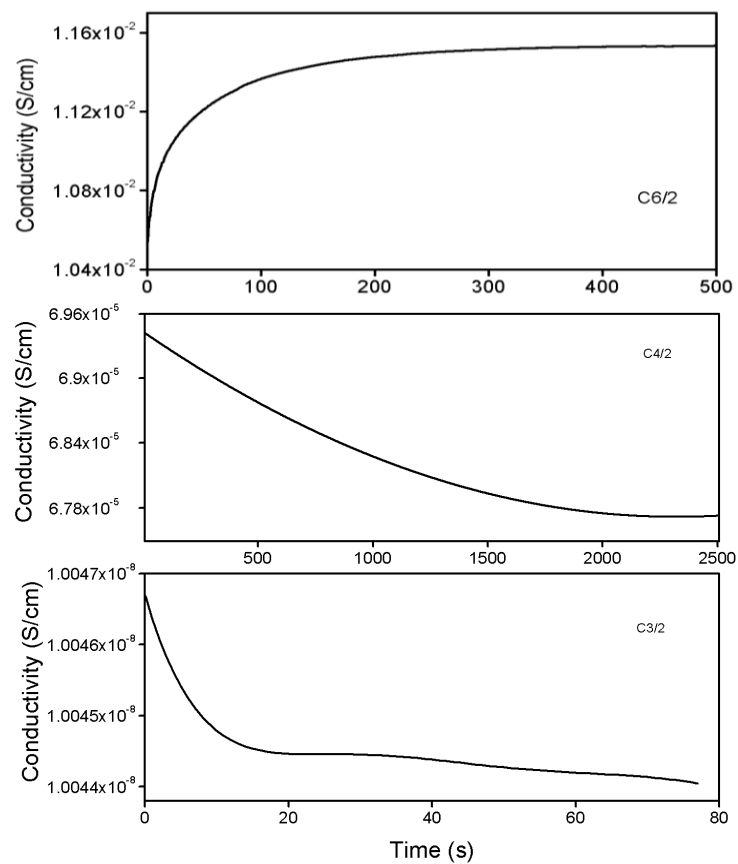 Conductivity (S/cm)
1.16x10-2
1.12x10-2
1.08x10-2
1.04x10-2
C6/2
0 100 200 300 400 500
Conductivity (S/cm)
6.96x10-5
6.9x10-5
6.84x10-5
6.78x10-5
C4/2
500 1000 1500 2000 2500
Conductivity (S/cm)
1.0047x10-8
1.0046x10-8
1.0045x10-8
1.0044x10-8
C3/2
0 20 40 60 80
Time (s)